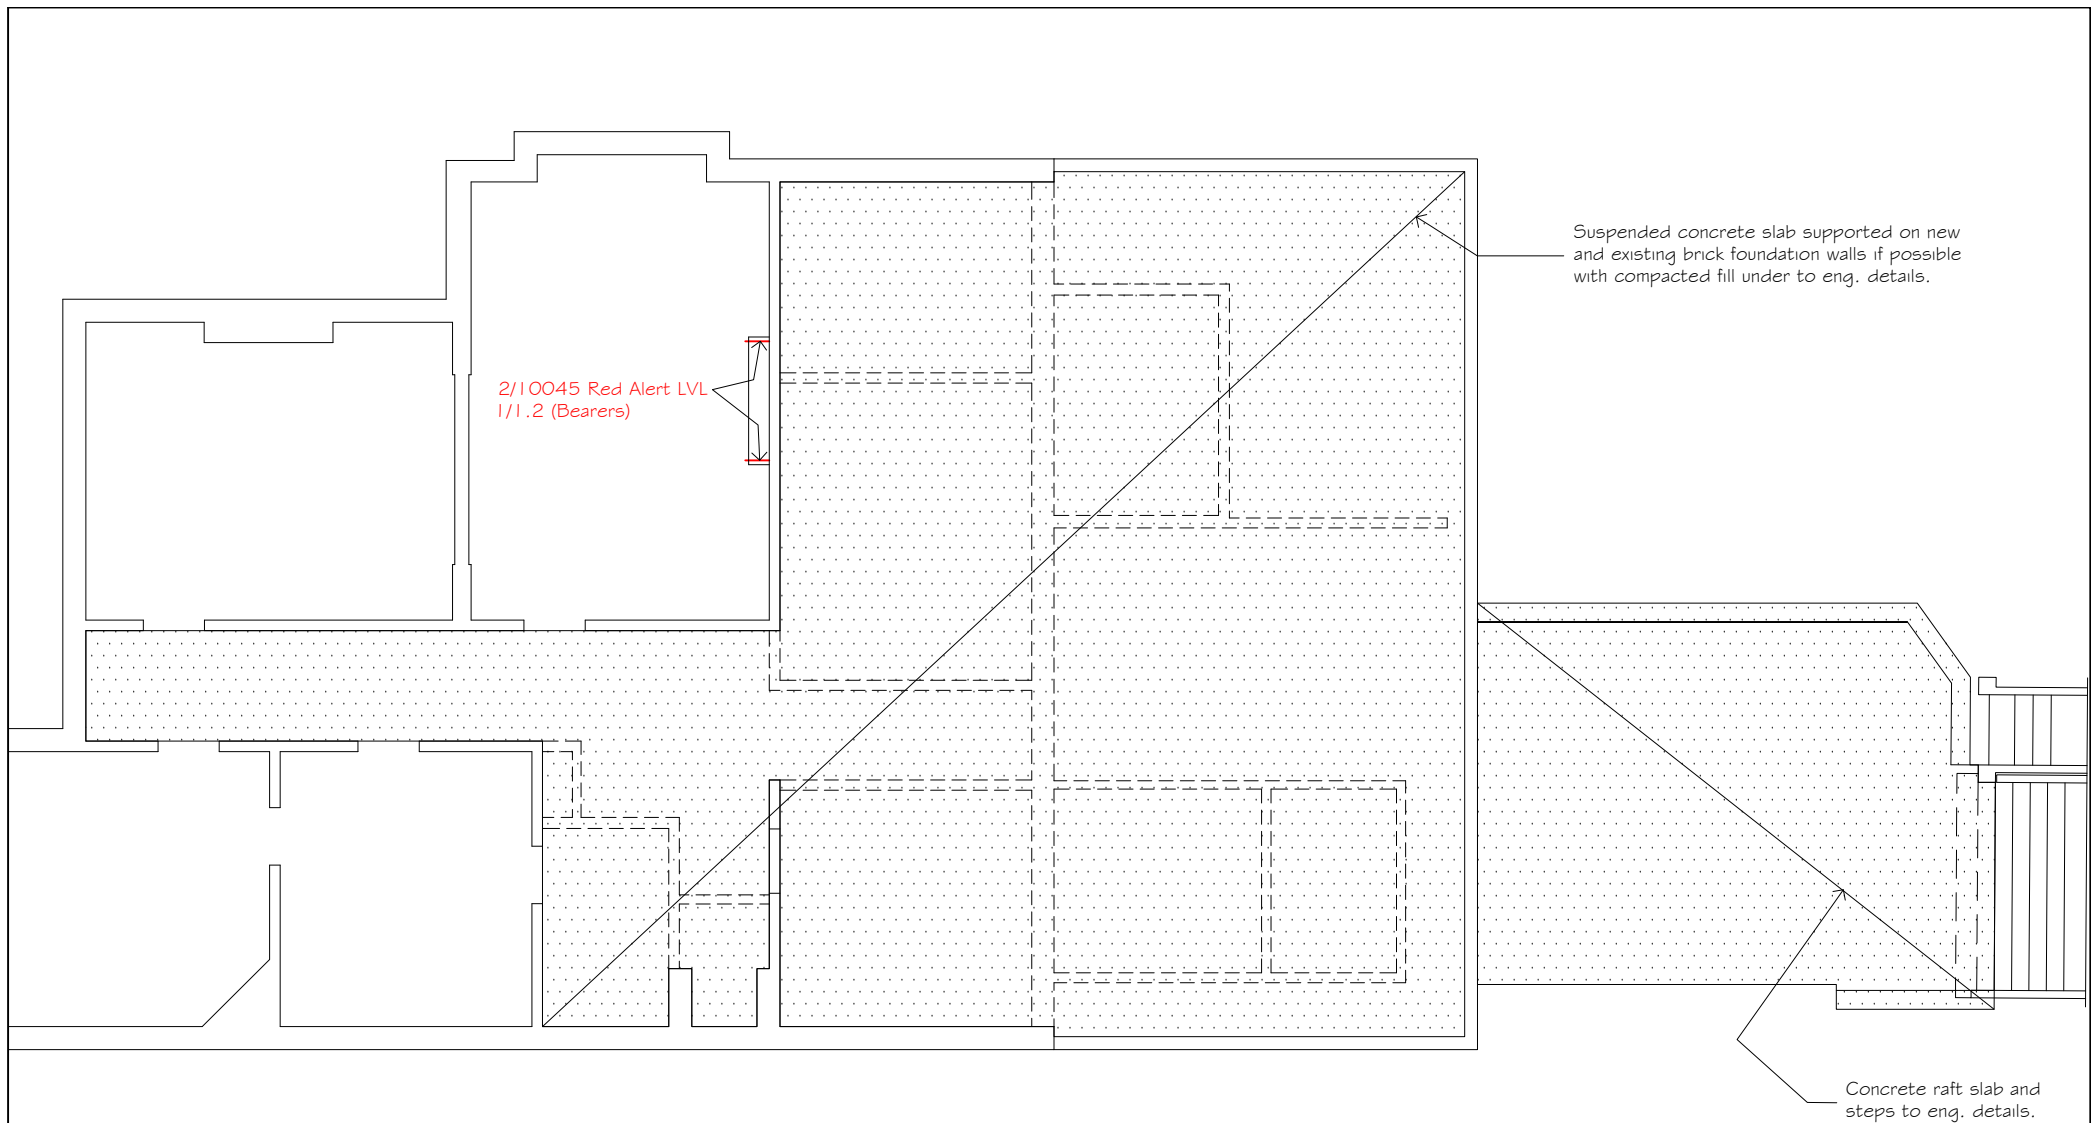 Suspended concrete slab supported on new
and existing brick foundation walls if possible
with compacted fill under to eng. details.
2/10045 Red Alert LVL
1/1.2 (Bearers)
Concrete raft slab and
steps to eng. details.